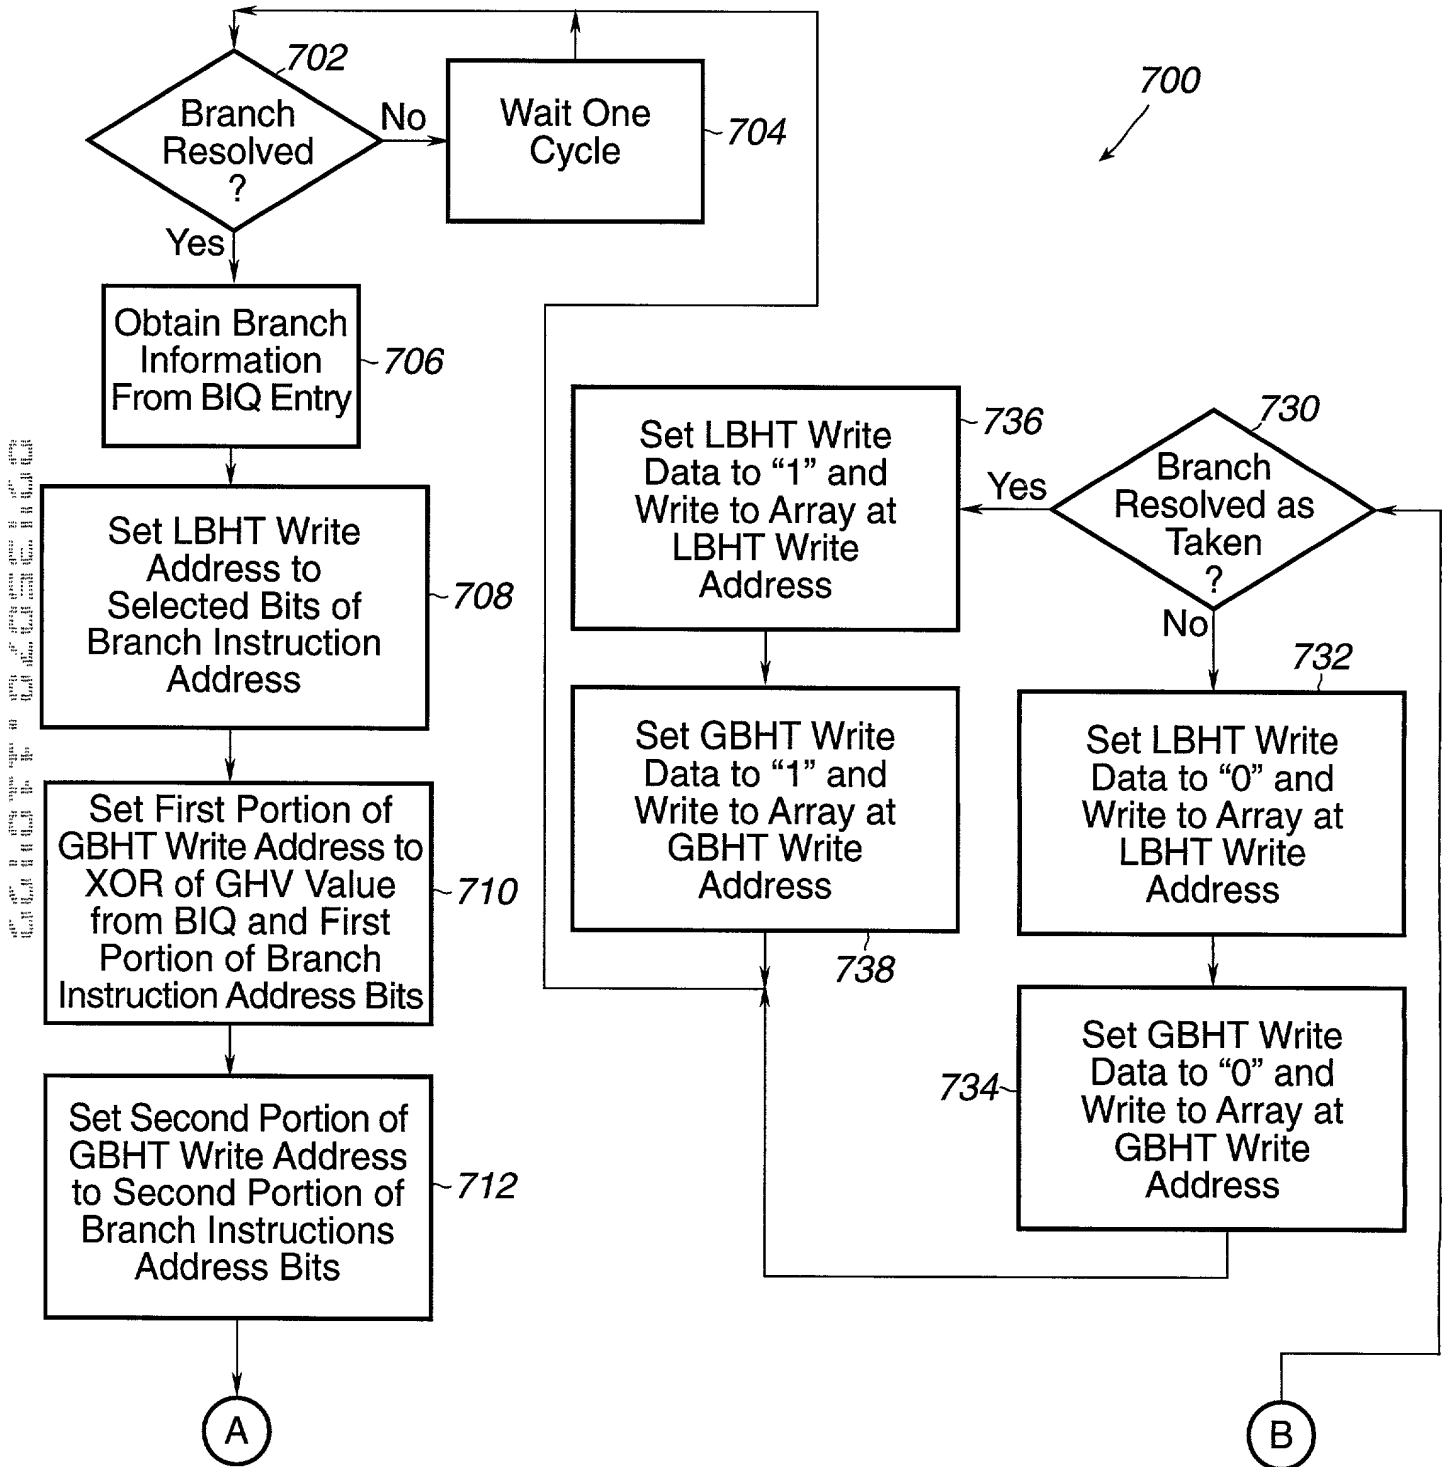 702
Branch
Resolved
?
No
Yes
Wait One
Cycle
704
700
Obtain Branch
Information
From BIQ Entry
706
Set LBHT Write
Address to
Selected Bits of
Branch Instruction
Address
708
Set First Portion of
GBHT Write Address to
XOR of GHV Value
from BIQ and First
Portion of Branch
Instruction Address Bits
710
Set Second Portion of
GBHT Write Address
to Second Portion of
Branch Instructions
Address Bits
712
A
Set LBHT Write
Data to “1” and
Write to Array at
LBHT Write
Address
736
Set GBHT Write
Data to “1” and
Write to Array at
GBHT Write
Address
738
730
Branch
Resolved as
Taken
?
Yes
No
732
Set LBHT Write
Data to “0” and
Write to Array at
LBHT Write
Address
Set GBHT Write
Data to “0” and
Write to Array at
GBHT Write
Address
734
B